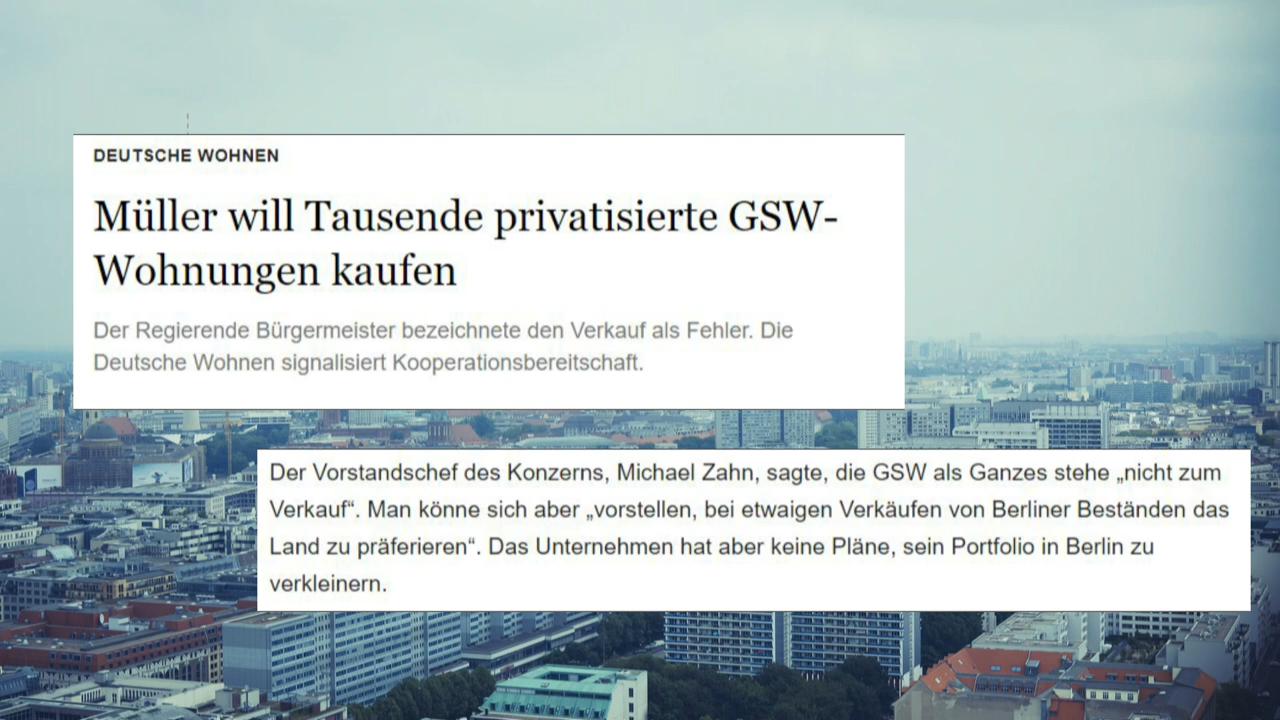 DEUTSCHE WOHNEN
Müller will Tausende privatisierte GSW-
Wohnungen kaufen
Der Regierende Bürgermeister bezeichnete den Verkauf als Fehler. Die
Deutsche Wohnen signalisiert Kooperationsbereitschaft.
Der Vorstandschef des Konzerns, Michael Zahn, sagte, die GSW als Ganzes stehe „nicht zum
Verkauf“. Man könne sich aber „vorstellen, bei etwaigen Verkäufen von Berliner Beständen das
Land zu präferieren“. Das Unternehmen hat aber keine Pläne, sein Portfolio in Berlin zu
verkleinern.